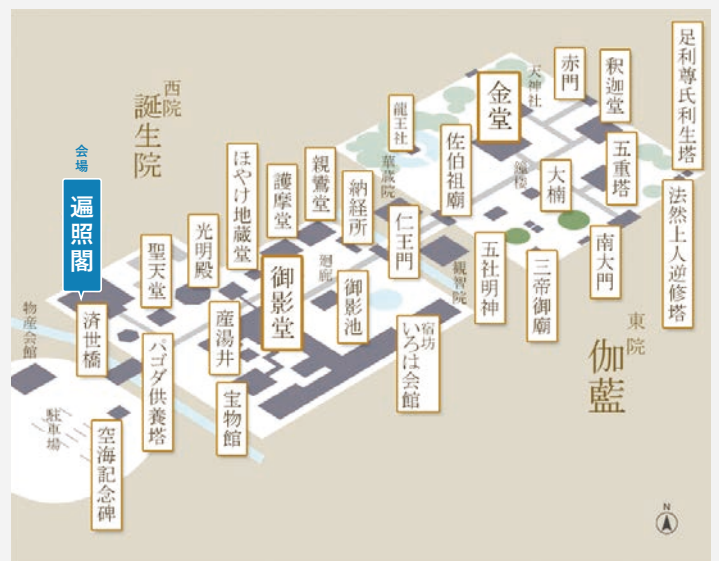 西院
誕生院
会場
遍照閣
物産会館
済世橋
駐車場
空海記念碑
聖天堂
パゴダ供養塔
光明殿
産湯井
宝物館
ほやけ地蔵堂
護摩堂
御影堂
親鸞堂
廻廊
納経所
御影池
龍王社
華蔵院
仁王門
宿坊
いろは会館
観智院
佐伯祖廟
五社明神
金堂
天神社
鐘楼
赤門
大楠
三帝御廟
釈迦堂
五重塔
南大門
足利尊氏利生塔
法然上人逆修塔
東院
伽藍
N